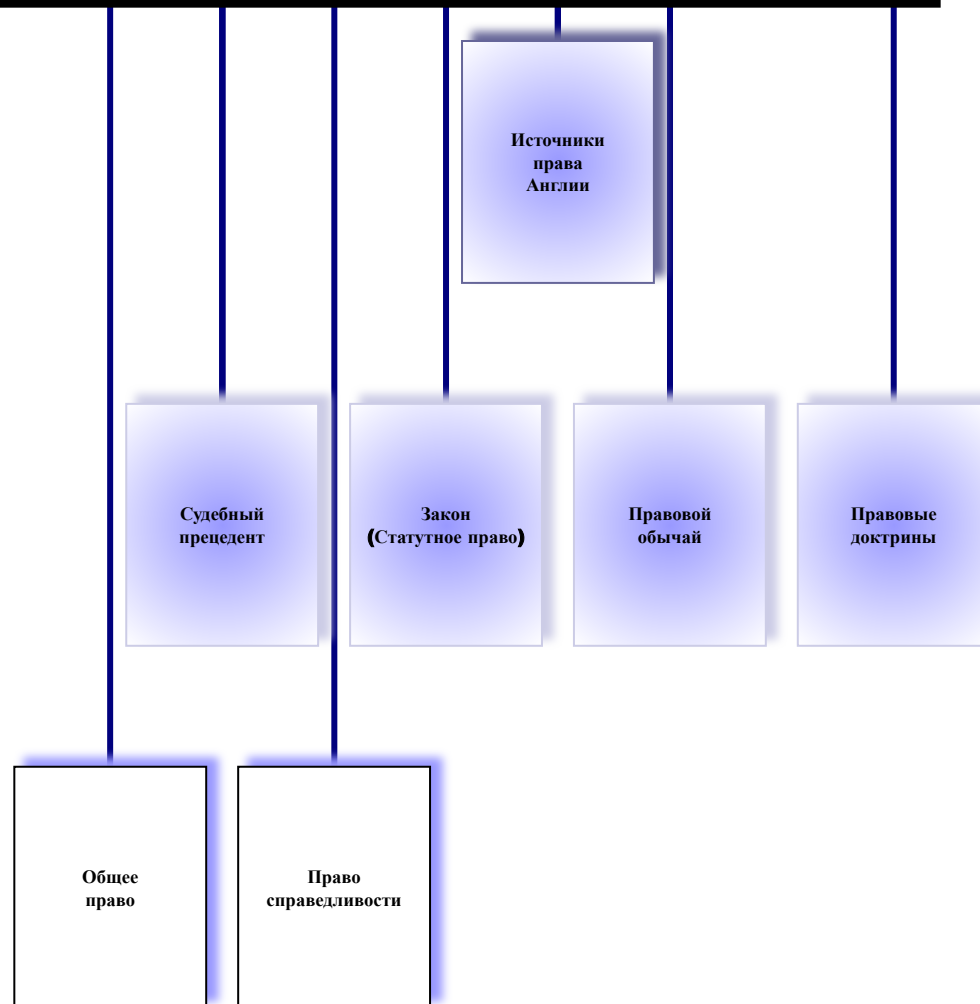 Источники
права
Англии
Судебный
прецедент
Закон
(Статутное право)
Правовой
обычай
Правовые
доктрины
Общее
право
Право
справедливости